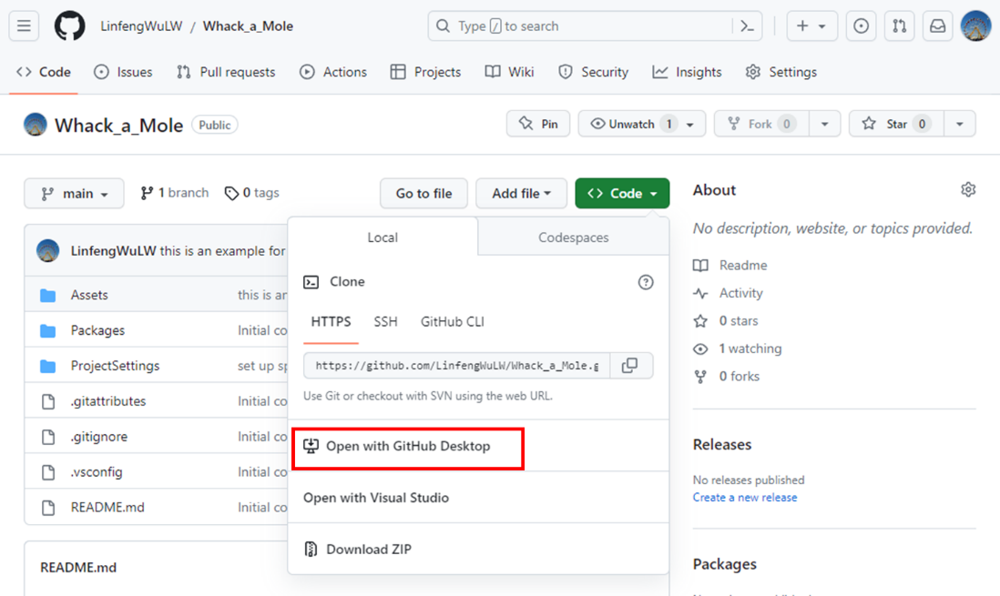 LinfengWuLW / Whack_a_Mole Type / to search
Code Issues Pull requests Actions Projects Wiki Security Insights Settings
Whack_a_Mole Public Pin Unwatch 1 Fork 0 Star 0
main 1 branch 0 tags Go to file Add file Code
Local Codespaces
Clone
HTTPS SSH GitHub CLI
https://github.com/LinfengWuLW/Whack_a_Mole.g
Use Git or checkout with SVN using the web URL.
Open with GitHub Desktop
Open with Visual Studio
Download ZIP
LinfengWuLW this is an example for
Assets this is an
Packages Initial co
ProjectSettings set up sp
.gitattributes Initial co
.gitignore Initial co
.vsconfig Initial co
README.md Initial co
README.md
About
No description, website, or topics provided.
Readme
Activity
0 stars
1 watching
0 forks
Releases
No releases published
Create a new release
Packages